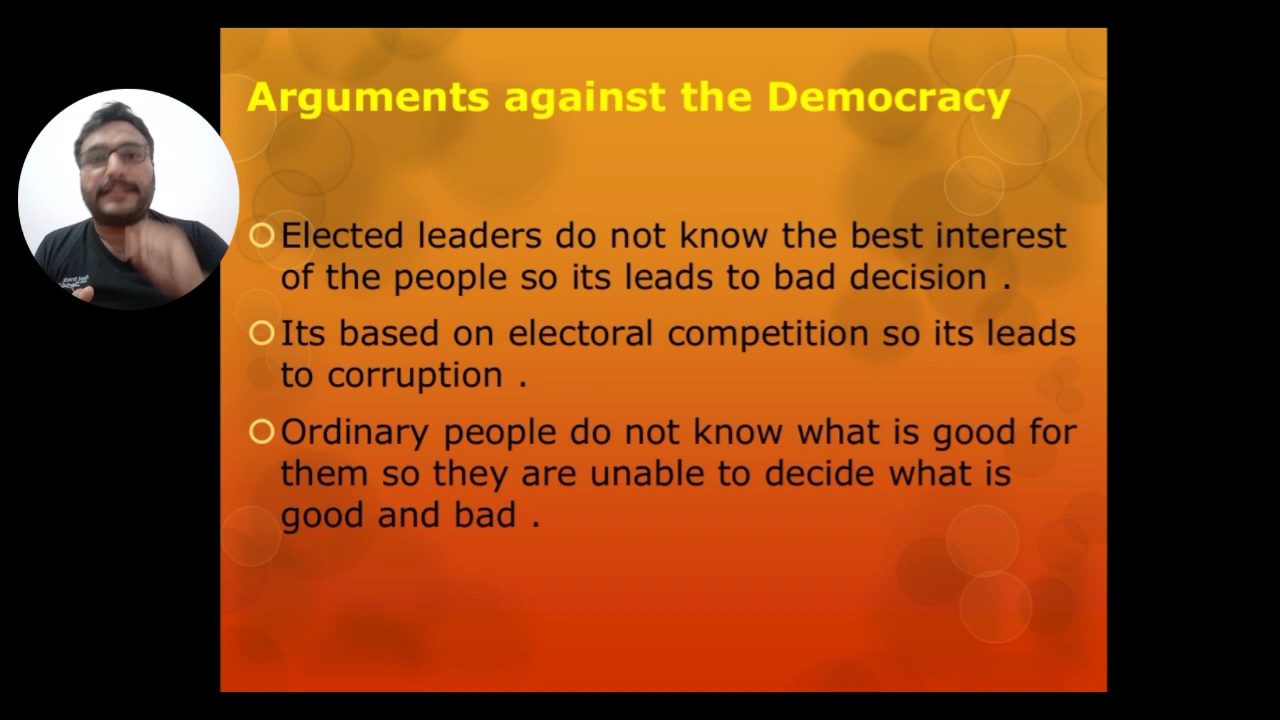 Arguments against the Democracy
Elected leaders do not know the best interest
of the people so its leads to bad decision .
Its based on electoral competition so its leads
to corruption .
Ordinary people do not know what is good for
them so they are unable to decide what is
good and bad .